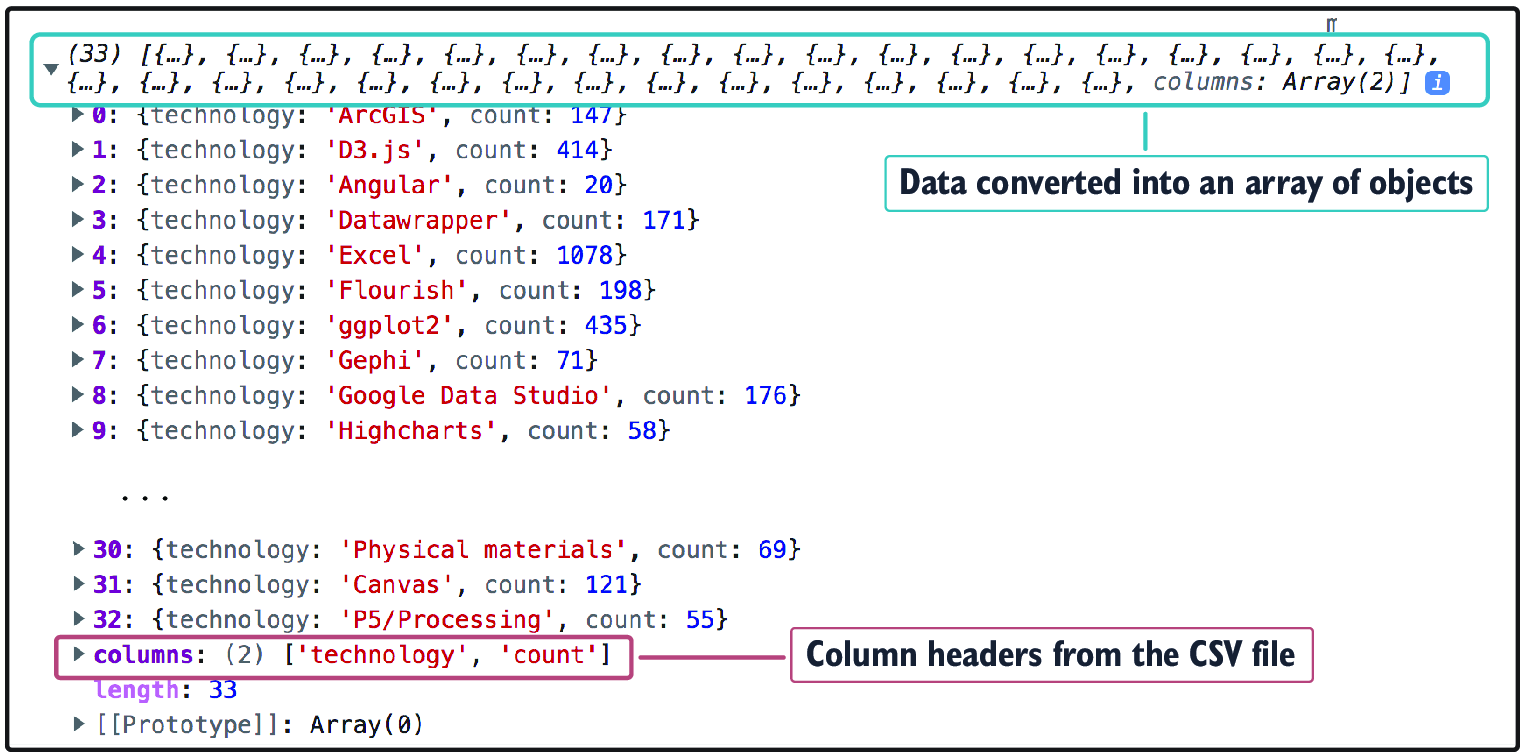 (33) [{…}, {…}, {…}, {…}, {…}, {…}, {…}, {…}, {…}, {…}, {…}, {…}, {…}, {…}, {…}, {…}, {…}, {…},
{…}, {…}, {…}, {…}, {…}, {…}, {…}, {…}, {…}, {…}, {…}, {…}, {…}, {…}, {…}, columns: Array(2)] i
0: {technology: 'ArcGIS', count: 147}
1: {technology: 'D3.js', count: 414}
Data converted into an array of objects
2: {technology: 'Angular', count: 20}
3: {technology: 'Datawrapper', count: 171}
4: {technology: 'Excel', count: 1078}
5: {technology: 'Flourish', count: 198}
6: {technology: 'ggplot2', count: 435}
7: {technology: 'Gephi', count: 71}
8: {technology: 'Google Data Studio', count: 176}
9: {technology: 'Highcharts', count: 58}
...
30: {technology: 'Physical materials', count: 69}
31: {technology: 'Canvas', count: 121}
32: {technology: 'P5/Processing', count: 55}
columns: (2) ['technology', 'count']
Column headers from the CSV file
length: 33
[[Prototype]]: Array(0)